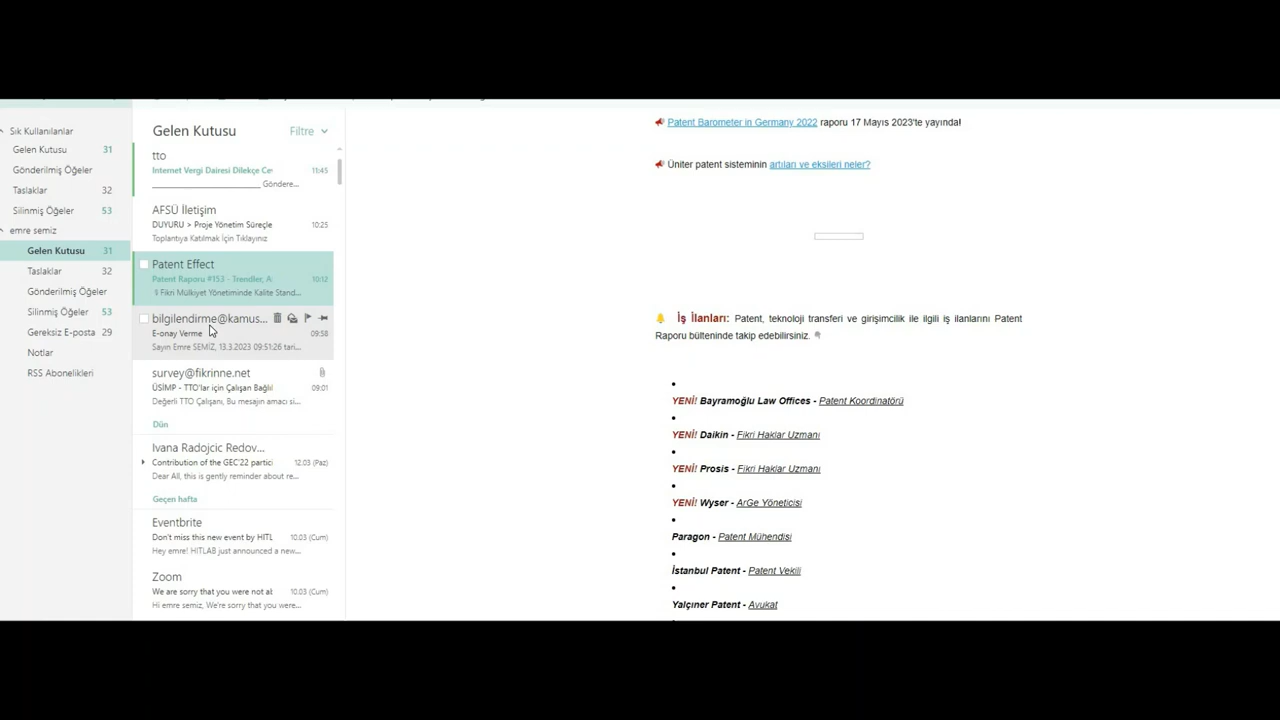 Sık Kullanılanlar
Gelen Kutusu 31
Gönderilmiş Öğeler
Taslaklar 32
Silinmiş Öğeler 53
emre semiz
Gelen Kutusu 31
Taslaklar 32
Gönderilmiş Öğeler
Silinmiş Öğeler 53
Gereksiz E-posta 29
Notlar
RSS Abonelikleri
Gelen Kutusu
Filtre
tto
Internet Vergi Dairesi Dilekçe Ce 11:45
Göndere...
AFSÜ İletişim
DUYURU > Proje Yönetim Süreçle 10:25
Toplantıya Katılmak İçin Tıklayınız
Patent Effect
Patent Raporu #153 - Trendler, A 10:12
Fikri Mülkiyet Yönetiminde Kalite Stand...
bilgilendirme@kamus...
E-onay Verme 09:58
Sayın Emre SEMİZ, 13.3.2023 09:51:26 tari...
survey@fikrinne.net
ÜSİMP - TTO'lar için Çalışan Bağlıl 09:01
Değerli TTO Çalışanı, Bu mesajın amacı si...
Dün
Ivana Radojcic Redov...
Contribution of the GEC'22 partici 12.03 (Paz)
Dear All, this is gently reminder about re...
Geçen hafta
Eventbrite
Don't miss this new event by HITL 10.03 (Cum)
Hey emre! HITLAB just announced a new...
Zoom
We are sorry that you were not ab 10.03 (Cum)
Hi emre semiz, We're sorry that you were...
Patent Barometer in Germany 2022 raporu 17 Mayıs 2023'te yayında!
Üniter patent sisteminin artıları ve eksileri neler?
İş İlanları: Patent, teknoloji transferi ve girişimcilik ile ilgili iş ilanlarını Patent
Raporu bülteninde takip edebilirsiniz.
YENİ! Bayramoğlu Law Offices - Patent Koordinatörü
YENİ! Daikin - Fikri Haklar Uzmanı
YENİ! Prosis - Fikri Haklar Uzmanı
YENİ! Wyser - ArGe Yöneticisi
Paragon - Patent Mühendisi
İstanbul Patent - Patent Vekili
Yalçıner Patent - Avukat